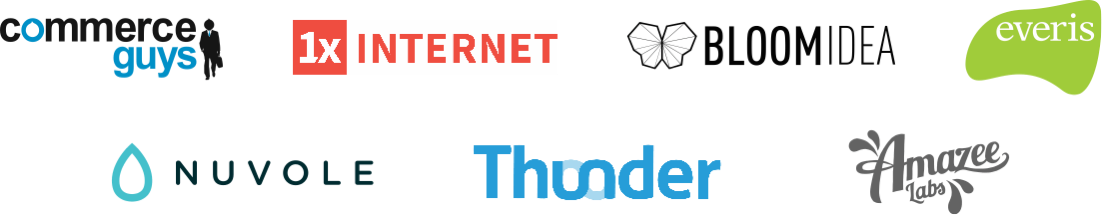 commerce
guys
1x INTERNET
BLOOMIDEA
everis
NUVOLE
Thunder
Amazee
Labs